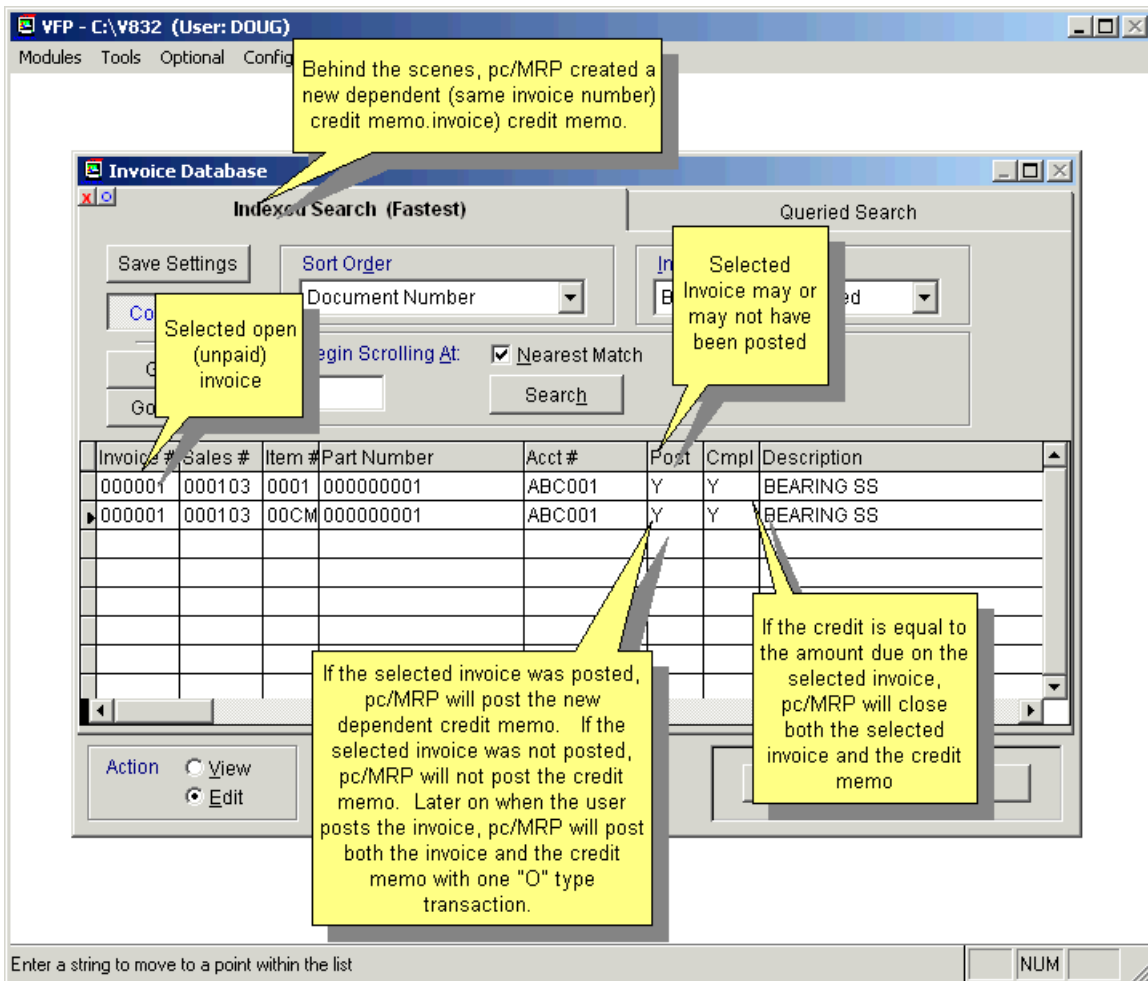 VFP - C:\V832 (User: DOUG)
Modules Tools Optional Config
Behind the scenes, pc/MRP created a
new dependent (same invoice number)
credit memo.invoice) credit memo.
Invoice Database
Indexed Search (Fastest)
Queried Search
Save Settings
Sort Order
Document Number
Selected
Invoice may or
may not have
been posted
Selected open
(unpaid)
invoice
Begin Scrolling At:
Nearest Match
Search
Invoice # Sales # Item # Part Number Acct # Post Cmpl Description
000001 000103 0001 000000001 ABC001 Y Y BEARING SS
000001 000103 00CM 000000001 ABC001 Y Y BEARING SS
If the selected invoice was posted,
pc/MRP will post the new
dependent credit memo. If the
selected invoice was not posted,
pc/MRP will not post the credit
memo. Later on when the user
posts the invoice, pc/MRP will post
both the invoice and the credit
memo with one "O" type
transaction.
If the credit is equal to
the amount due on the
selected invoice,
pc/MRP will close
both the selected
invoice and the credit
memo
Action
View
Edit
Enter a string to move to a point within the list
NUM